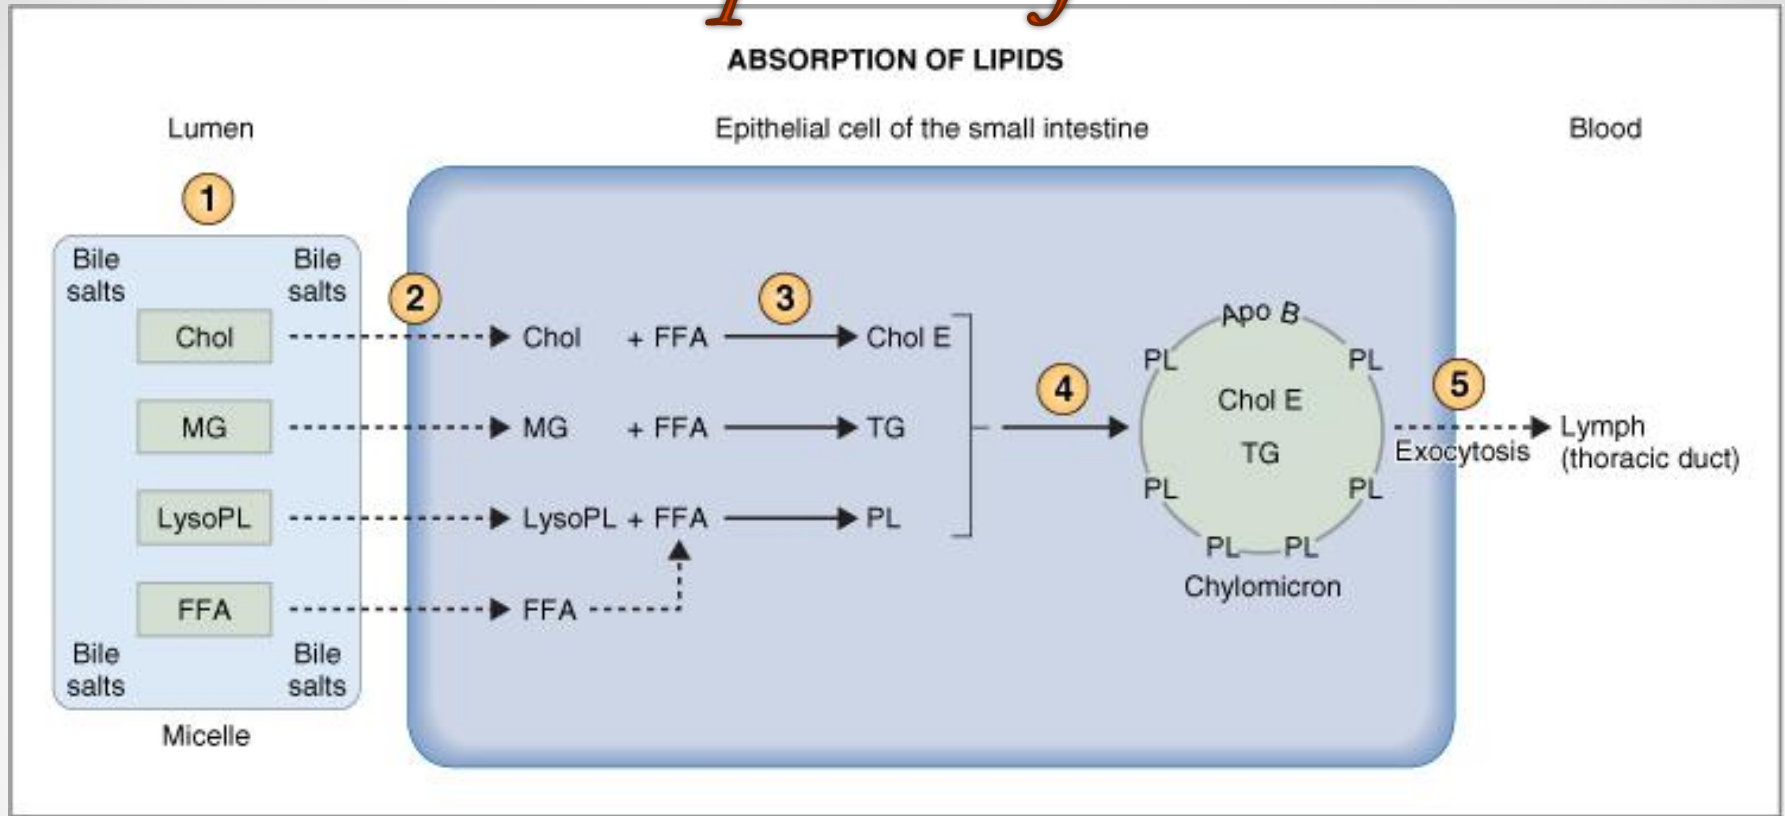 ABSORPTION OF LIPIDS
Lumen
Epithelial cell of the small intestine
Blood
1
Bile salts
Bile salts
2
3
Chol
Chol + FFA
Chol E
MG
MG + FFA
TG
LysoPL
LysoPL + FFA
PL
FFA
FFA
Bile salts
Bile salts
Micelle
4
Apo B
PL
PL
Chol E
TG
PL
PL
PL
PL
Chylomicron
5
Exocytosis
Lymph
(thoracic duct)